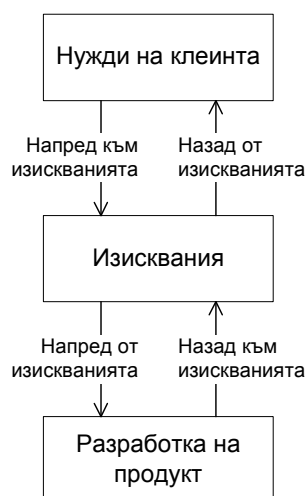 Нужди на клеинта
Напред към
изискванията
Назад от
изискванията
Изисквания
Напред от
изискванията
Назад към
изискванията
Разработка на
продукт